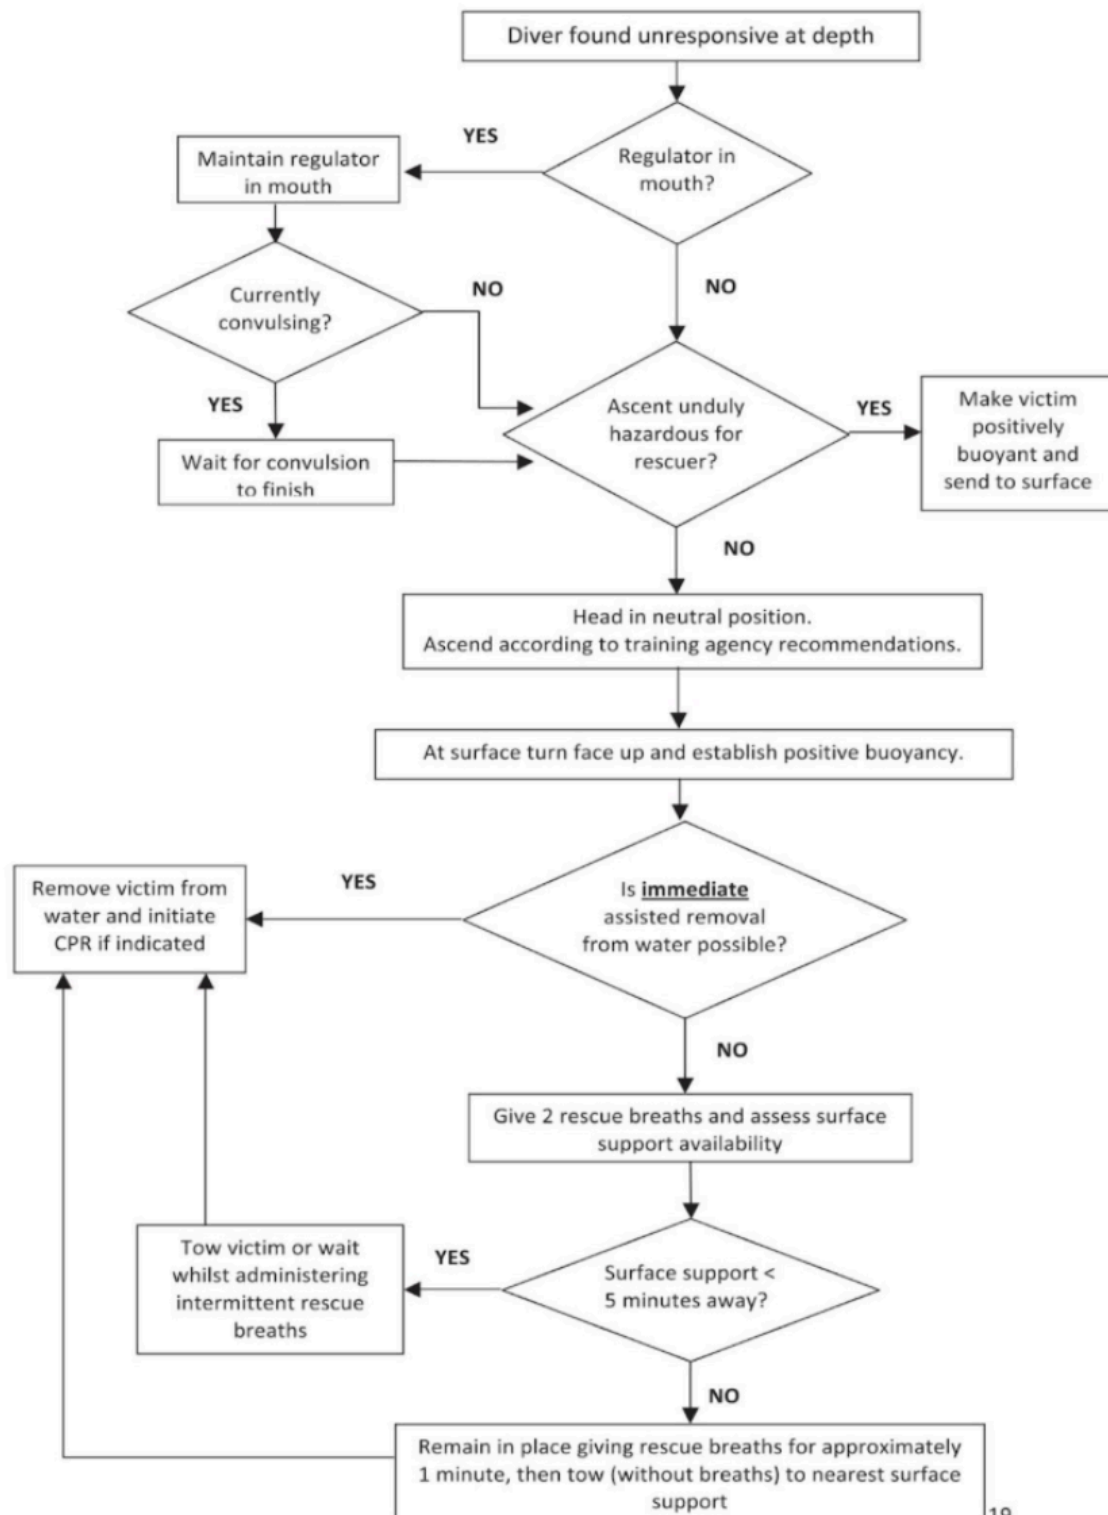 Diver found unresponsive at depth
YES
Maintain regulator
in mouth
Regulator in
mouth?
Currently
convulsing?
NO
NO
YES
Wait for convulsion
to finish
Ascent unduly
hazardous for
rescuer?
YES
Make victim
positively
buoyant and
send to surface
NO
Head in neutral position.
Ascend according to training agency recommendations.
At surface turn face up and establish positive buoyancy.
Is immediate
assisted removal
from water possible?
YES
Remove victim from
water and initiate
CPR if indicated
NO
Give 2 rescue breaths and assess surface
support availability
Surface support <
5 minutes away?
YES
Tow victim or wait
whilst administering
intermittent rescue
breaths
NO
Remain in place giving rescue breaths for approximately
1 minute, then tow (without breaths) to nearest surface
support